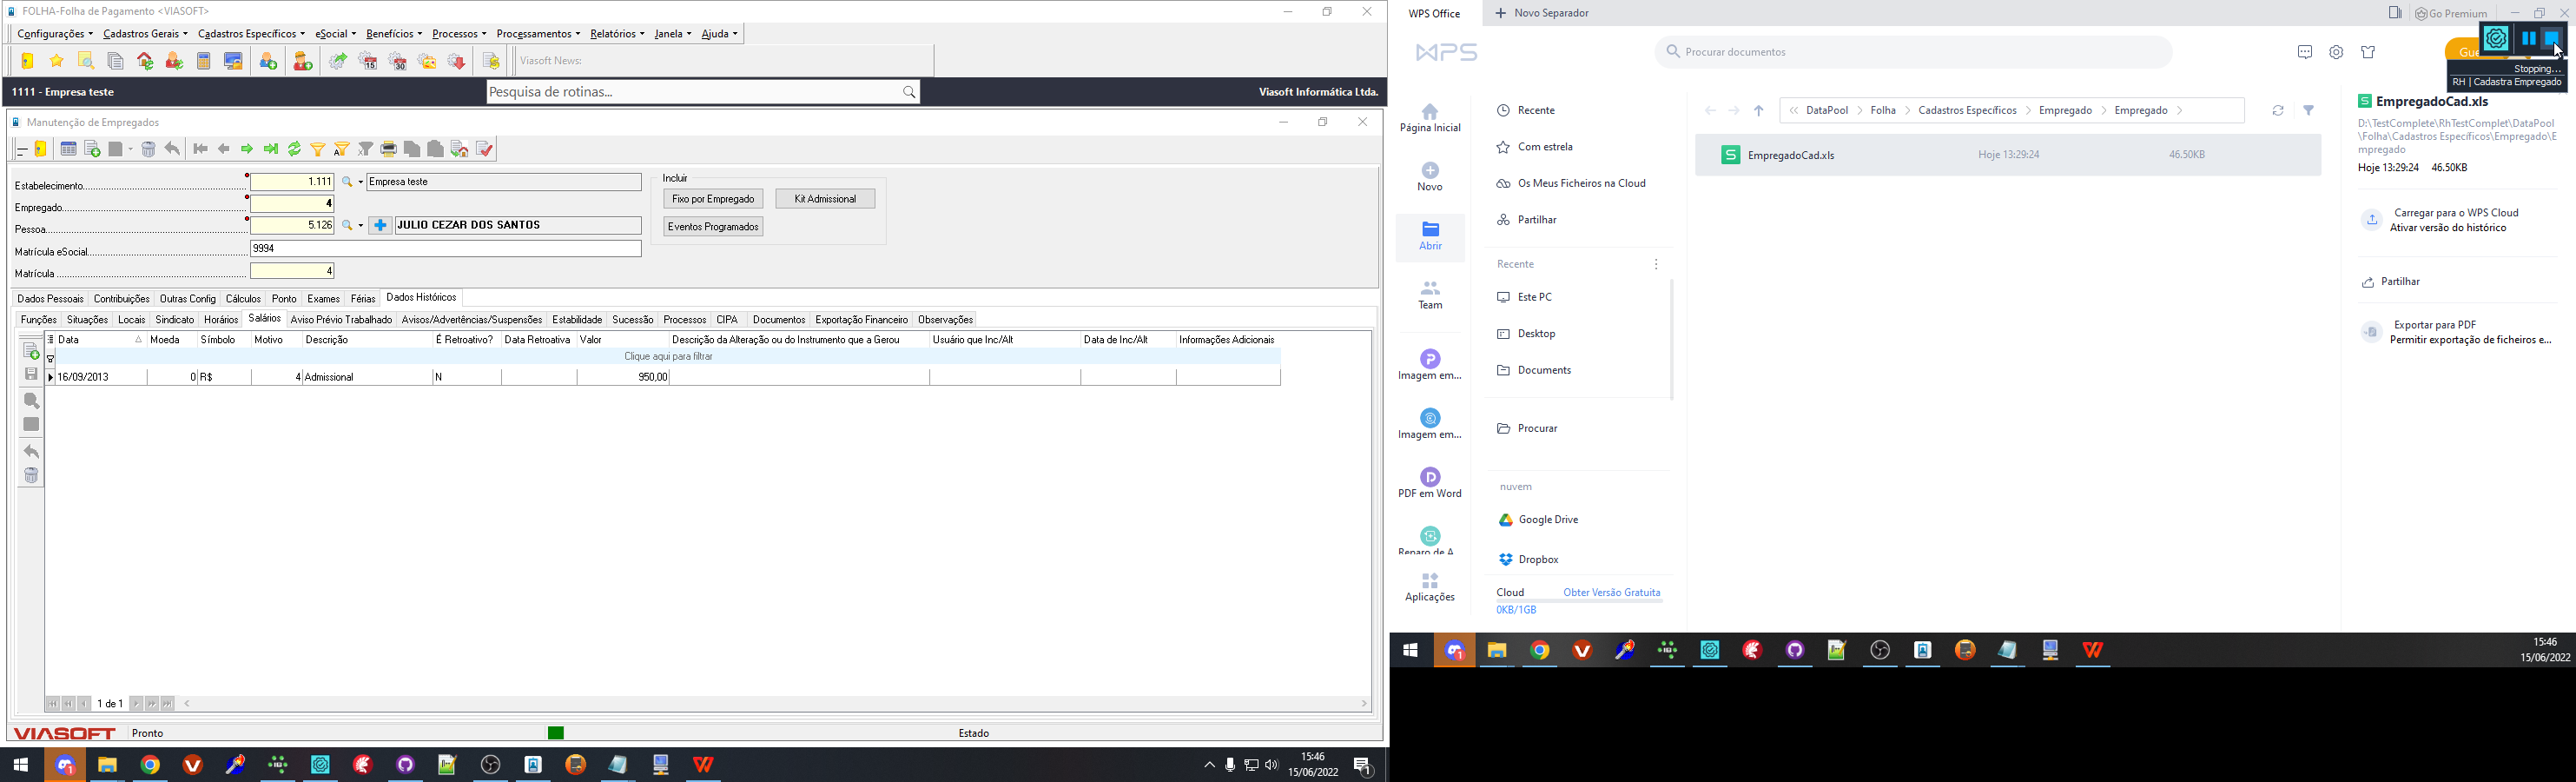 FOLHA-Folha de Pagamento <VIASOFT>
Configurações Cadastros Gerais Cadastros Específicos eSocial Benefícios Processos Processamentos Relatórios Janela Ajuda
15 30 Viasoft News:
1111 - Empresa teste Pesquisa de rotinas... Viasoft Informática Ltda.
Manutenção de Empregados
Estabelecimento 1.111 Empresa teste
Empregado 4
Pessoa 5.126 JULIO CEZAR DOS SANTOS
Matrícula eSocial 9994
Matrícula 4
Incluir
Fixo por Empregado Kit Admissional
Eventos Programados
Dados Pessoais Contribuições Outras Config Cálculos Ponto Exames Férias Dados Históricos
Funções Situações Locais Sindicato Horários Salários Aviso Prévio Trabalhado Avisos/Advertências/Suspensões Estabilidade Sucessão Processos CIPA Documentos Exportação Financeiro Observações
Data Moeda Símbolo Motivo Descrição É Retroativo? Data Retroativa Valor Descrição da Alteração ou do Instrumento que a Gerou Usuário que Inc/Alt Data de Inc/Alt Informações Adicionais
Clique aqui para filtrar
16/09/2013 0 R$ 4 Admissional N 950,00
1 de 1
VIASOFT Pronto Estado
15:46
15/06/2022
1
WPS Office Novo Separador Go Premium
WPS Procurar documentos Gue
Stopping...
RH | Cadastra Empregado
Página Inicial
Novo
Abrir
Team
Imagem em...
Imagem em...
PDF em Word
Reparo de A
Aplicações
Recente
Com estrela
Os Meus Ficheiros na Cloud
Partilhar
Recente
Este PC
Desktop
Documents
Procurar
nuvem
Google Drive
Dropbox
Cloud Obter Versão Gratuita
0KB/1GB
DataPool Folha Cadastros Específicos Empregado Empregado
EmpregadoCad.xls Hoje 13:29:24 46.50KB
EmpregadoCad.xls
D:\TestComplete\RhTestComplet\DataPool
\Folha\Cadastros Específicos\Empregado\E
mpregado
Hoje 13:29:24 46.50KB
Carregar para o WPS Cloud
Ativar versão do histórico
Partilhar
Exportar para PDF
Permitir exportação de ficheiros e...
15:46
15/06/2022